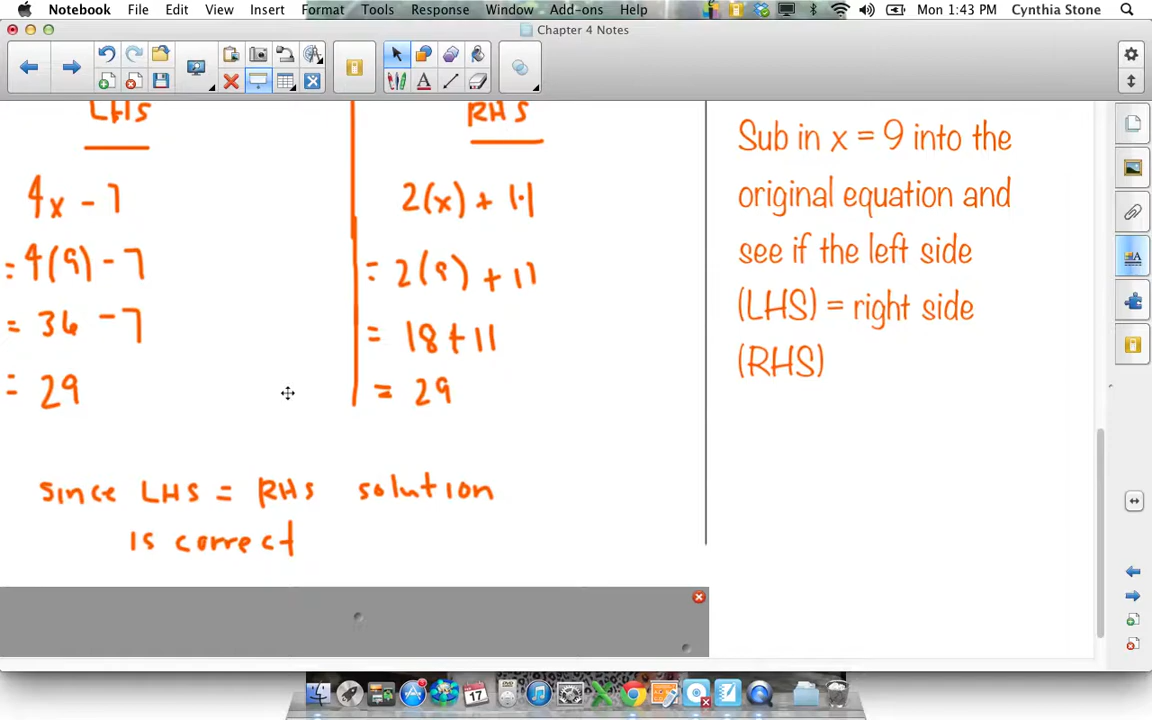 Notebook File Edit View Insert Format Tools Response Window Add-ons Help Mon 1:43 PM Cynthia Stone
Chapter 4 Notes
LHS
4x - 7
= 4(9) - 7
= 36 - 7
= 29
RHS
2(x) + 11
= 2(9) + 11
= 18 + 11
= 29
since LHS = RHS solution
is correct
Sub in x = 9 into the
original equation and
see if the left side
(LHS) = right side
(RHS)
17